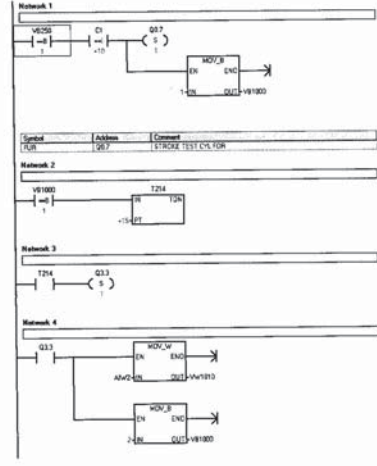 Network 1
VB250
==B
1
C1
<I
+10
Q0.7
S
1
MOV_B
EN ENO
1 IN OUT VB1000
Symbol Address Comment
Q0.7 STROKE TEST CYL FOR
Network 2
VB1000
==B
1
T214
IN TON
+15 PT
Network 3
T214
Q3.3
S
1
Network 4
Q3.3
MOV_W
EN ENO
AIW2 IN OUT VW1010
MOV_B
EN ENO
2 IN OUT VB1000